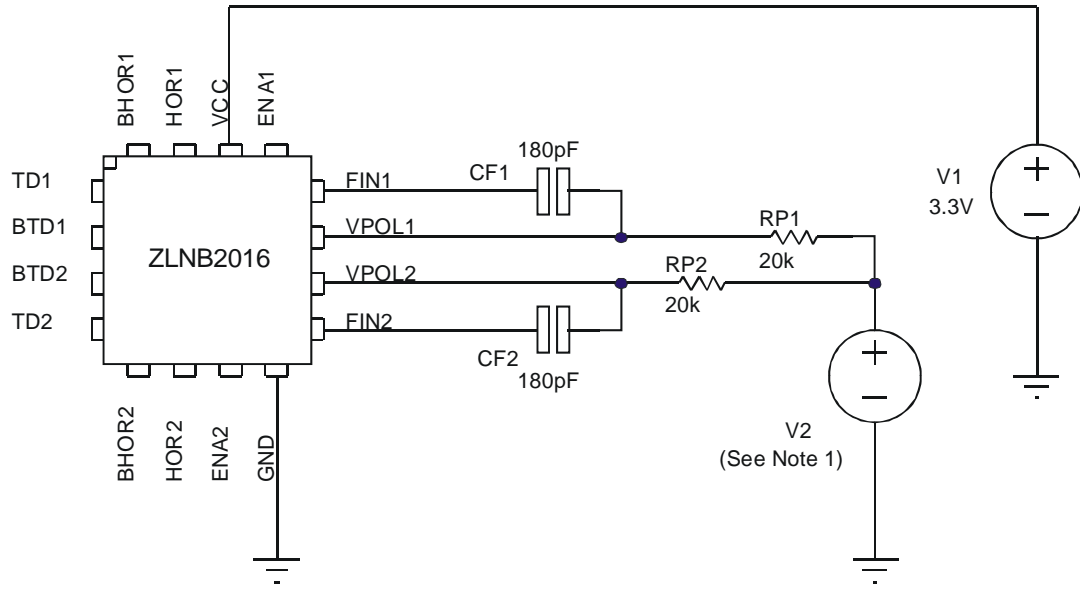 BHOR1
HOR1
VCC
ENA1
TD1
BTD1
BTD2
TD2
ZLNB2016
FIN1
VPOL1
VPOL2
FIN2
180pF
CF1
RP1
20k
RP2
20k
CF2
180pF
V1
3.3V
V2
(See Note 1)
BHOR2
HOR2
ENA2
GND